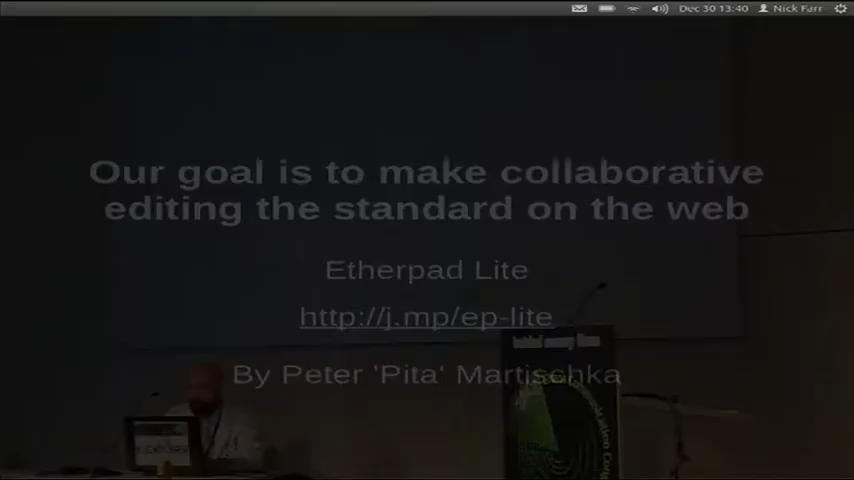 Dec 30 13:40 Nick Farr
Our goal is to make collaborative
editing the standard on the web
Etherpad Lite
http://j.mp/ep-lite
By Peter 'Pita' Martischka